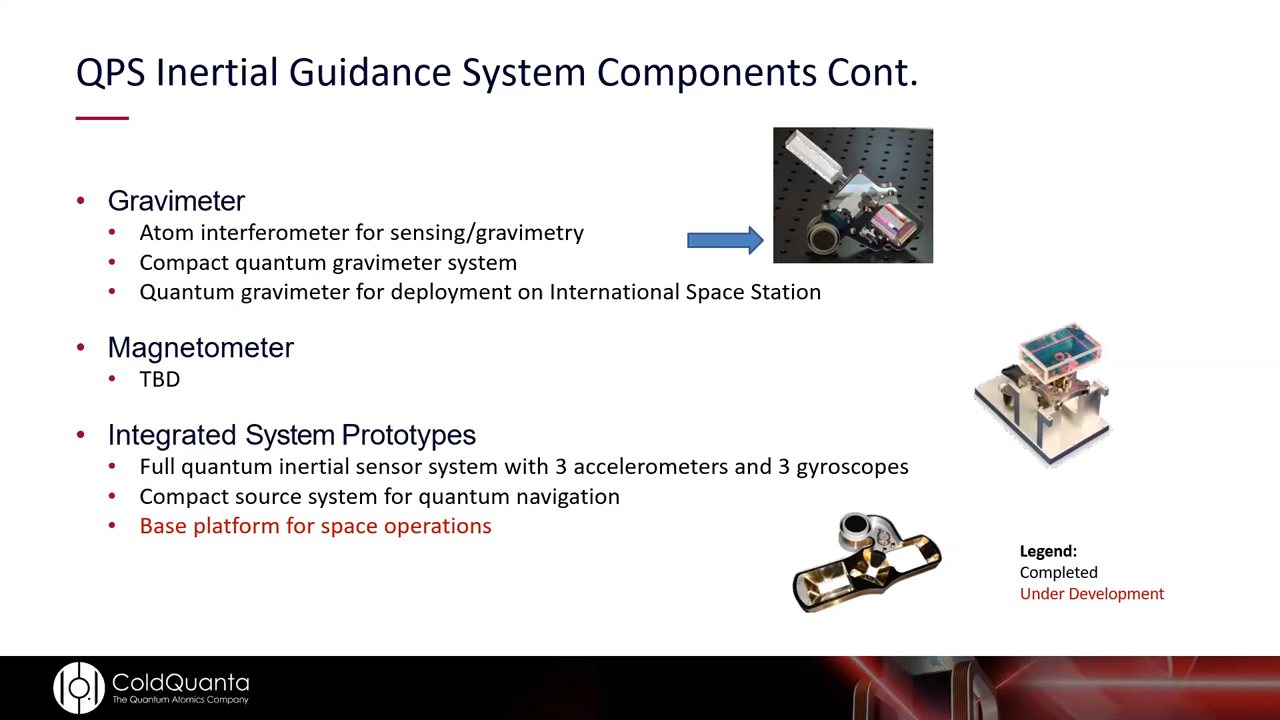 QPS Inertial Guidance System Components Cont.
• Gravimeter
• Atom interferometer for sensing/gravimetry
• Compact quantum gravimeter system
• Quantum gravimeter for deployment on International Space Station
• Magnetometer
• TBD
• Integrated System Prototypes
• Full quantum inertial sensor system with 3 accelerometers and 3 gyroscopes
• Compact source system for quantum navigation
• Base platform for space operations
Legend:
Completed
Under Development
ColdQuanta
The Quantum Atomics Company